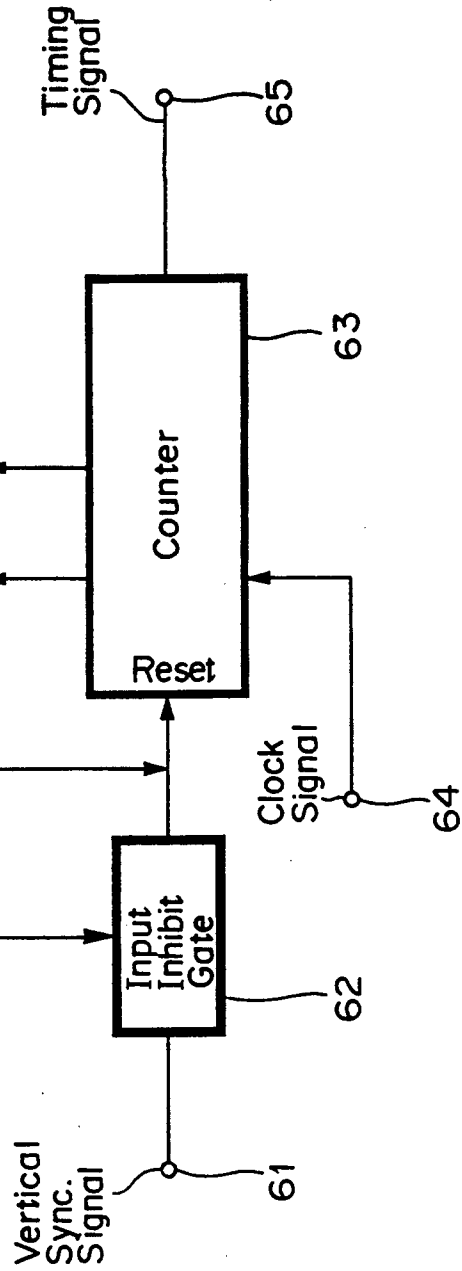 Vertical
Sync.
Signal
61
Input
Inhibit
Gate
62
Clock
Signal
64
Reset
Counter
63
Timing
Signal
65